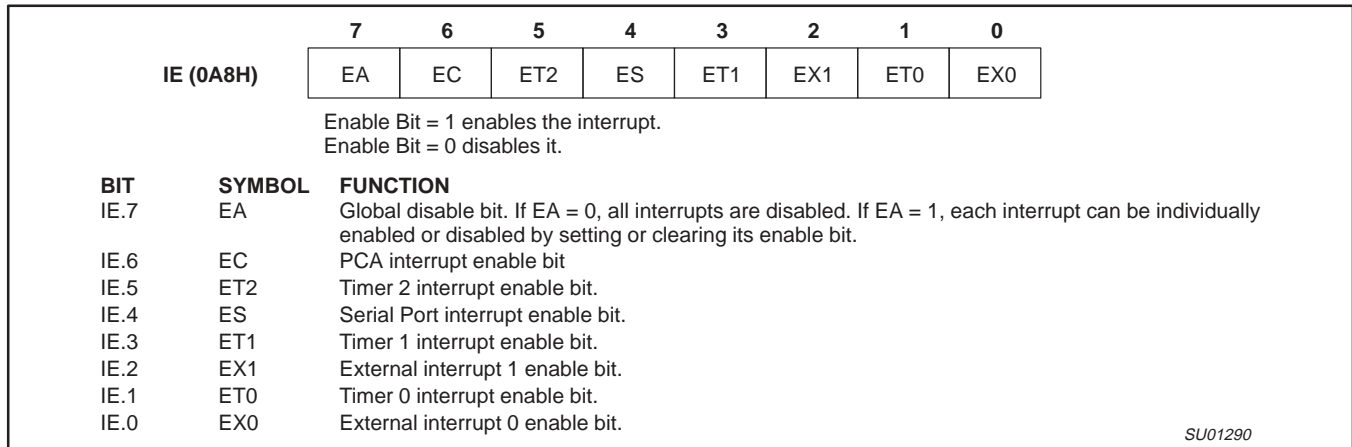 7 6 5 4 3 2 1 0
IE (0A8H) EA EC ET2 ES ET1 EX1 ET0 EX0
Enable Bit = 1 enables the interrupt.
Enable Bit = 0 disables it.
BIT SYMBOL FUNCTION
IE.7 EA Global disable bit. If EA = 0, all interrupts are disabled. If EA = 1, each interrupt can be individually
enabled or disabled by setting or clearing its enable bit.
IE.6 EC PCA interrupt enable bit
IE.5 ET2 Timer 2 interrupt enable bit.
IE.4 ES Serial Port interrupt enable bit.
IE.3 ET1 Timer 1 interrupt enable bit.
IE.2 EX1 External interrupt 1 enable bit.
IE.1 ET0 Timer 0 interrupt enable bit.
IE.0 EX0 External interrupt 0 enable bit.
SU01290